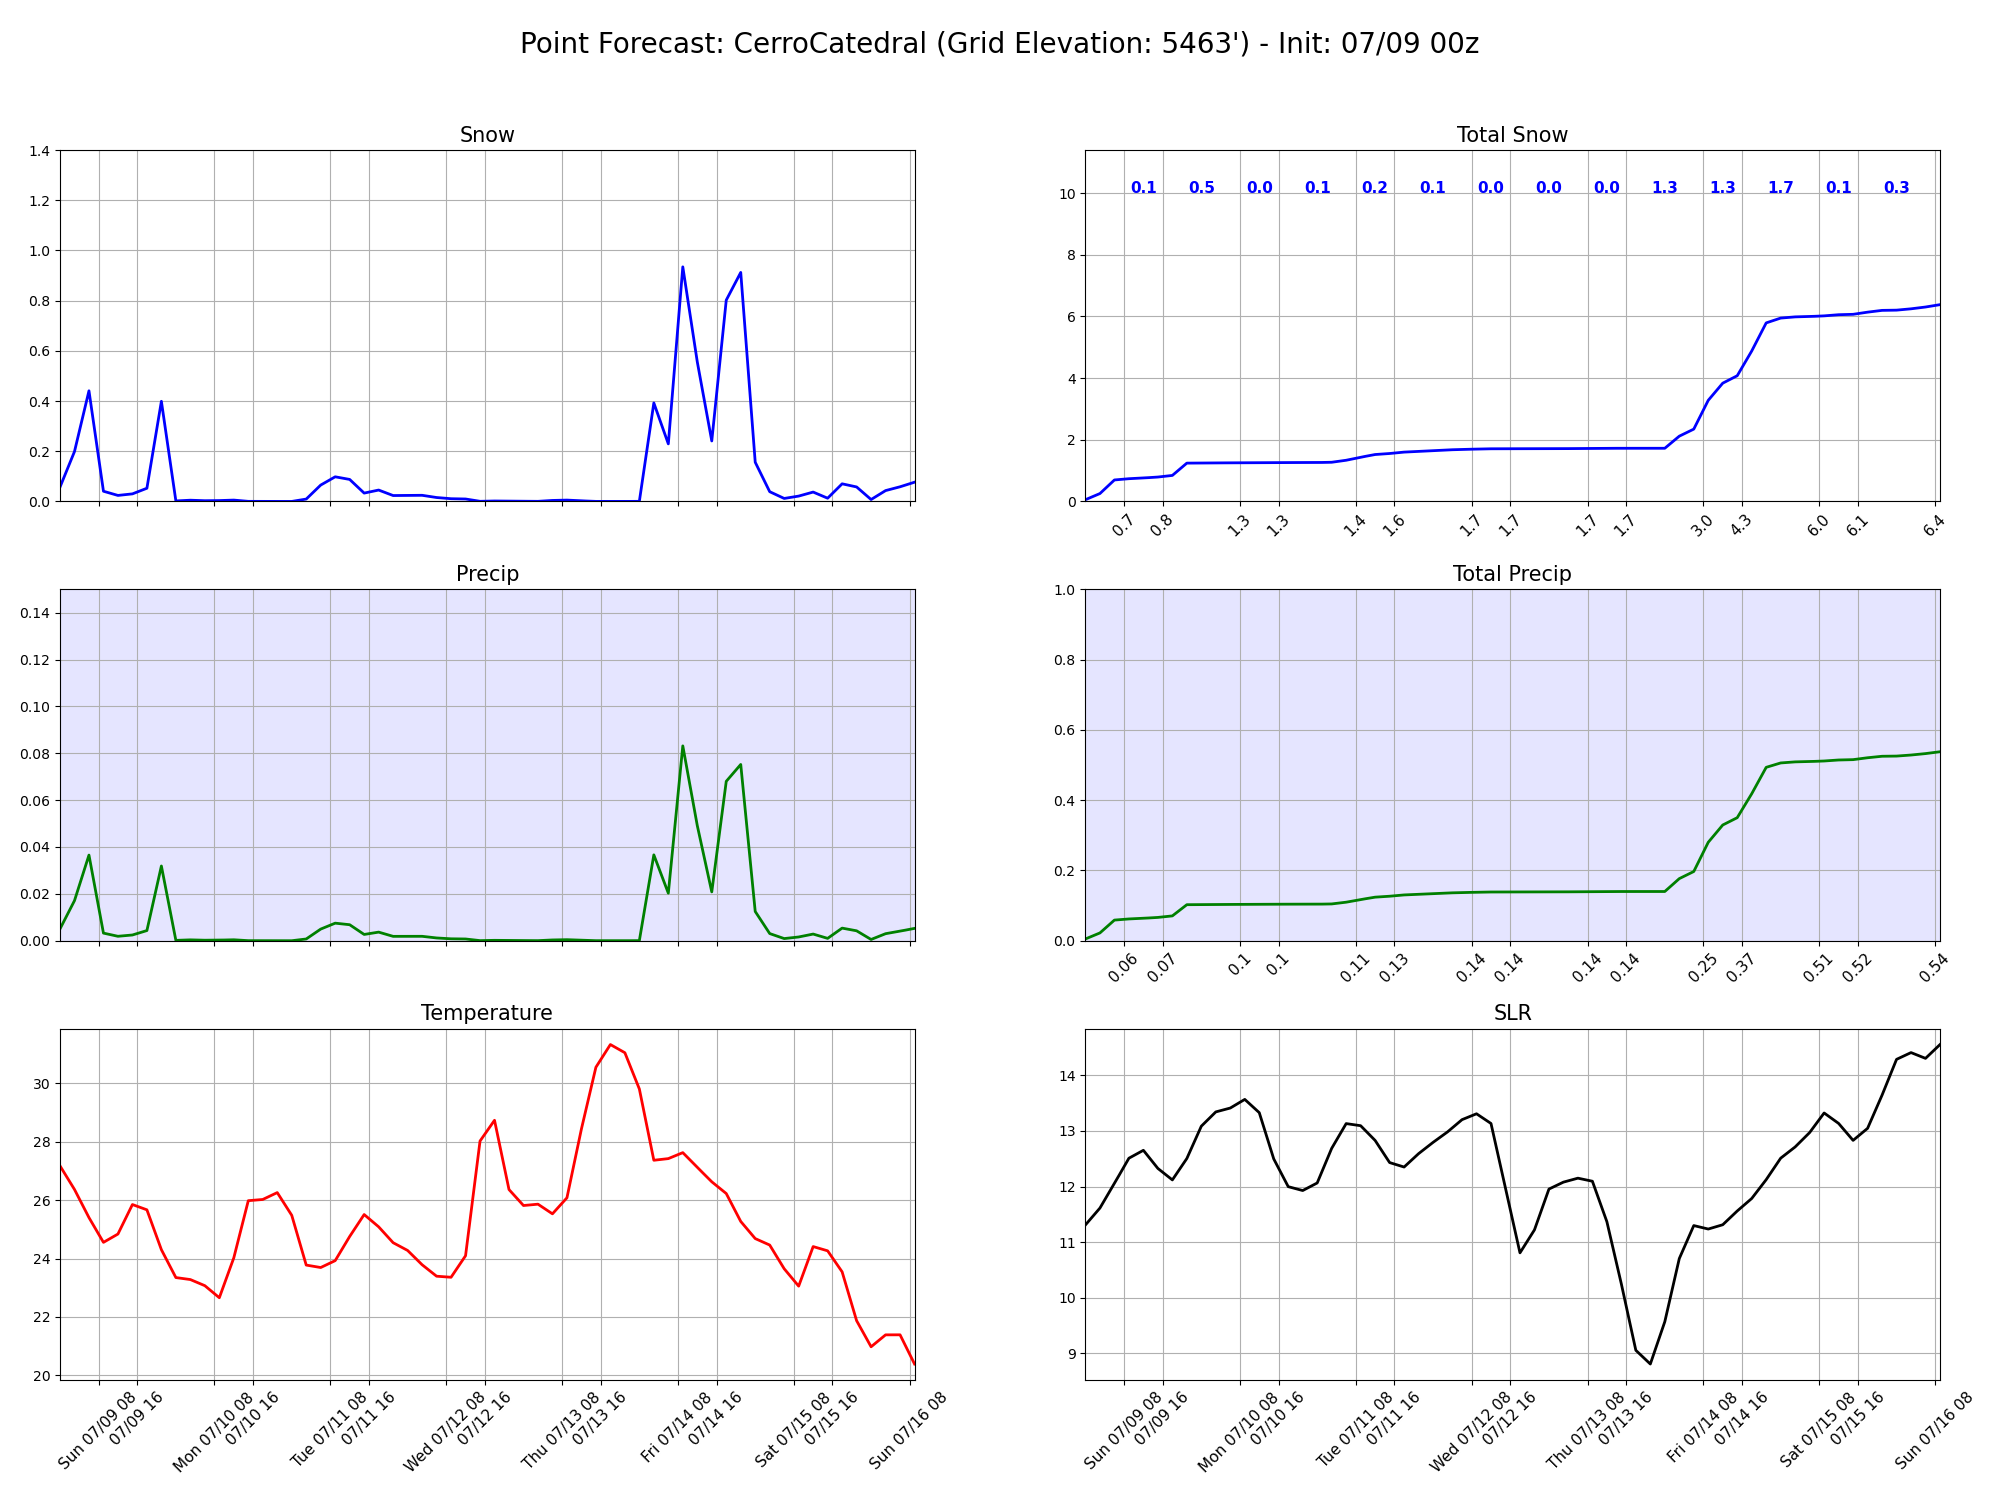 Point Forecast: CerroCatedral (Grid Elevation: 5463') - Init: 07/09 00z
Snow
1.4
1.2
1.0
0.8
0.6
0.4
0.2
0.0
Total Snow
0.1 0.5 0.0 0.1 0.2 0.1 0.0 0.0 0.0 1.3 1.3 1.7 0.1 0.3
10
8
6
4
2
0
0.7 0.8 1.3 1.3 1.4 1.6 1.7 1.7 1.7 1.7 3.0 4.3 6.0 6.1 6.4
Precip
0.14
0.12
0.10
0.08
0.06
0.04
0.02
0.00
Total Precip
1.0
0.8
0.6
0.4
0.2
0.0
0.06 0.07 0.1 0.1 0.11 0.13 0.14 0.14 0.14 0.14 0.25 0.37 0.51 0.52 0.54
Temperature
30
28
26
24
22
20
Sun 07/09 08
07/09 16
Mon 07/10 08
07/10 16
Tue 07/11 08
07/11 16
Wed 07/12 08
07/12 16
Thu 07/13 08
07/13 16
Fri 07/14 08
07/14 16
Sat 07/15 08
07/15 16
Sun 07/16 08
SLR
14
13
12
11
10
9
Sun 07/09 08
07/09 16
Mon 07/10 08
07/10 16
Tue 07/11 08
07/11 16
Wed 07/12 08
07/12 16
Thu 07/13 08
07/13 16
Fri 07/14 08
07/14 16
Sat 07/15 08
07/15 16
Sun 07/16 08